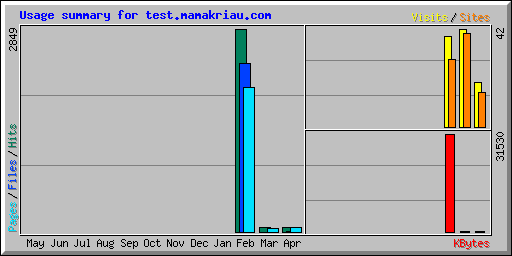 Usage summary for test.mamakriau.com
Visits / Sites
2849
42
Pages / Files / Hits
31530
May Jun Jul Aug Sep Oct Nov Dec Jan Feb Mar Apr
KBytes